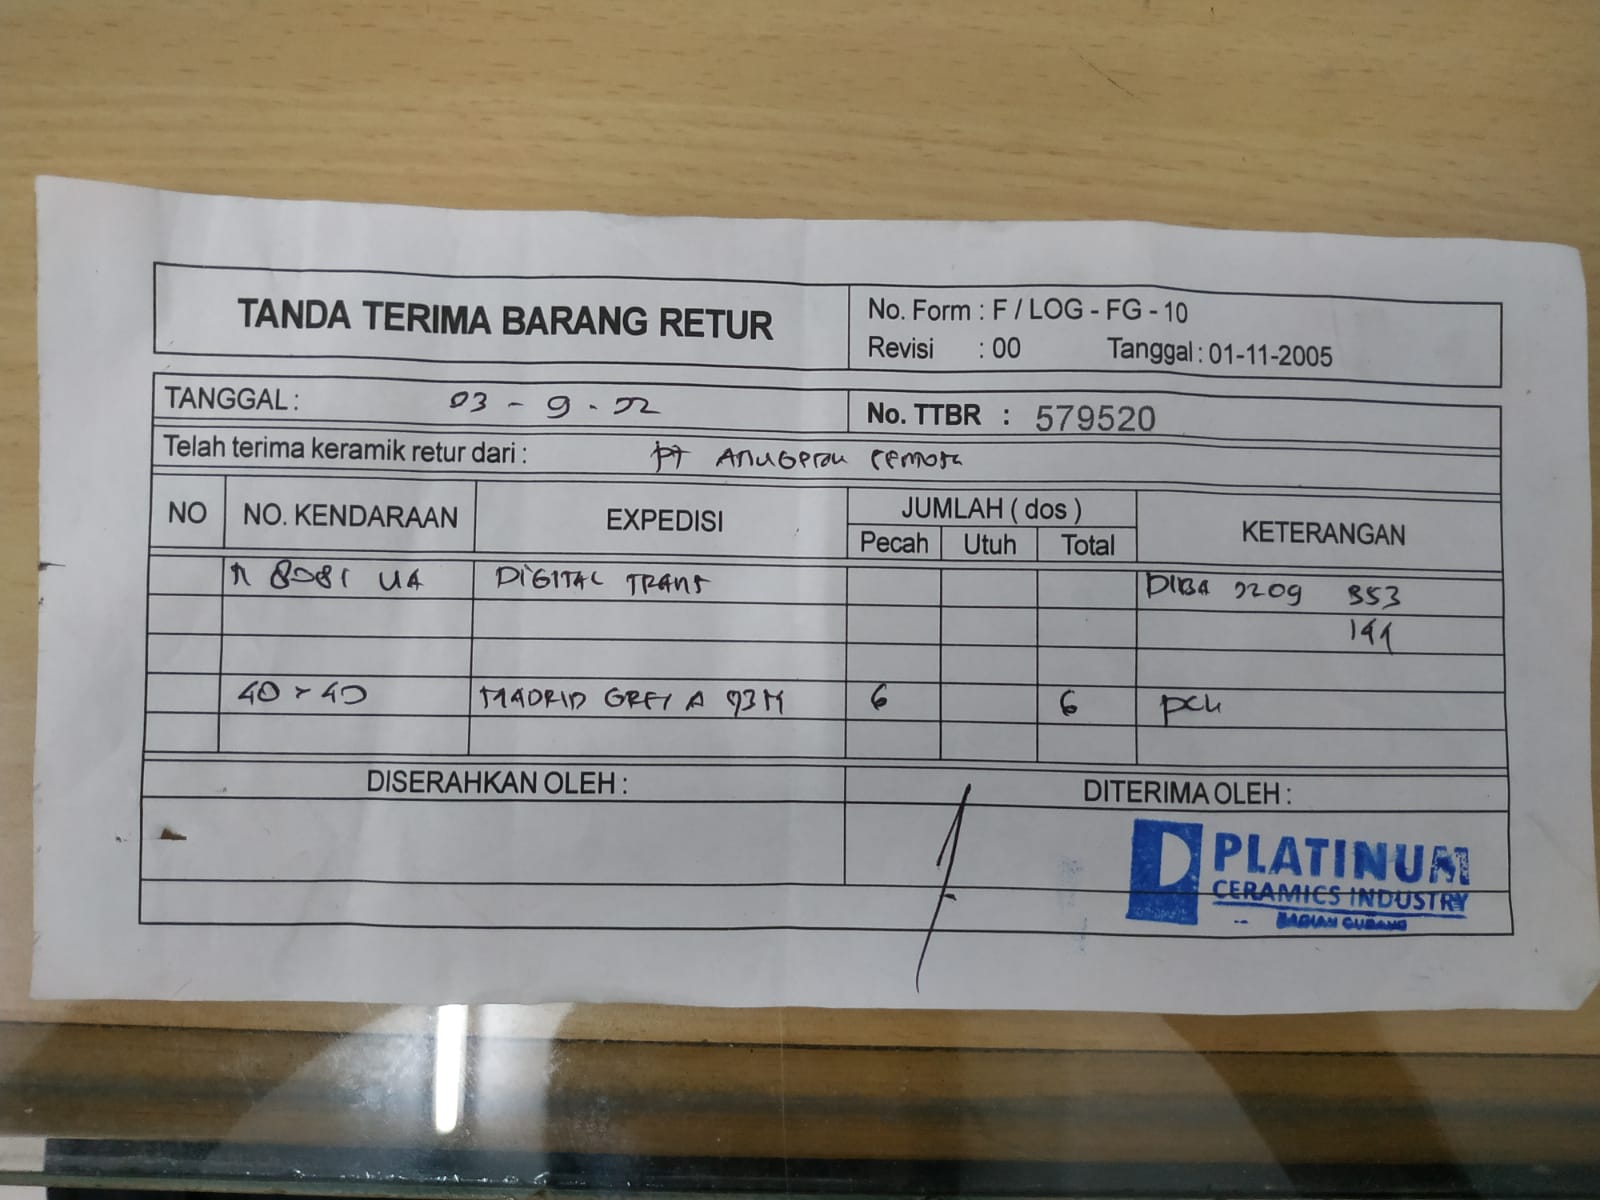 TANDA TERIMA BARANG RETUR
No. Form : F / LOG - FG - 10
Revisi : 00 Tanggal : 01-11-2005
TANGGAL : 03 - 9 - 22
No. TTBR : 579520
Telah terima keramik retur dari : PT
NO NO. KENDARAAN EXPEDISI JUMLAH ( dos ) KETERANGAN
Pecah Utuh Total
N 8081 UA DIGITAL TRANS DIBA 2209 353
144
40 x 40 MADRID GREY A 93M 6 6 pch
DISERAHKAN OLEH : DITERIMA OLEH :
PLATINUM
CERAMICS INDUSTRY
BAGIAN GUDANG